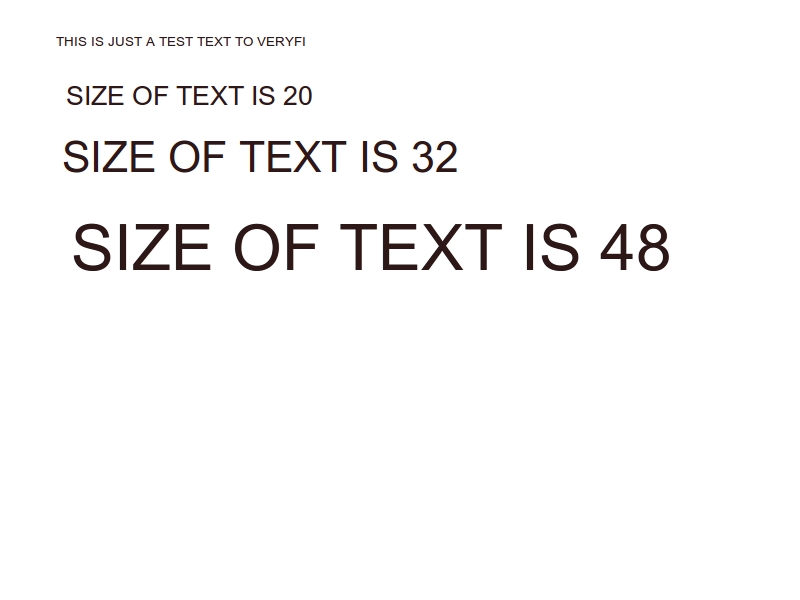 THIS IS JUST A TEST TEXT TO VERYFI
SIZE OF TEXT IS 20
SIZE OF TEXT IS 32
SIZE OF TEXT IS 48